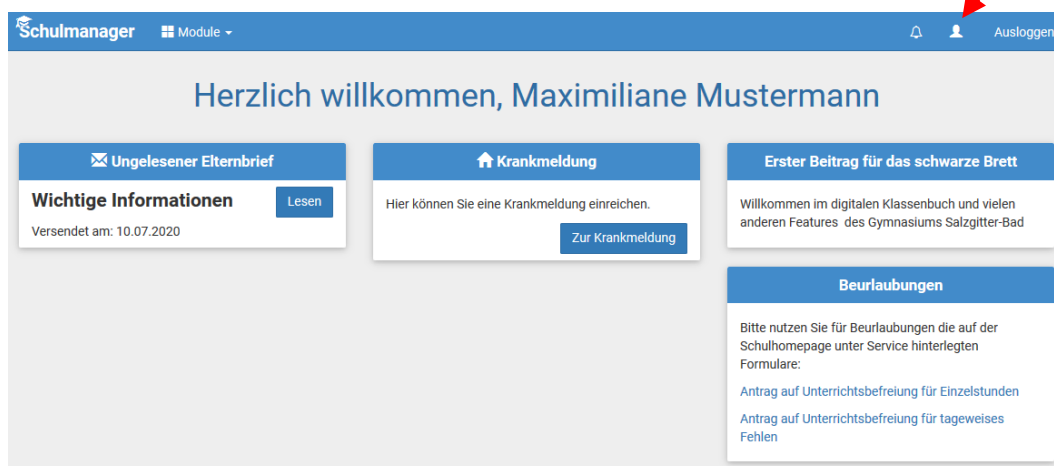 Schulmanager Module Ausloggen
Herzlich willkommen, Maximiliane Mustermann
Ungelesener Elternbrief
Wichtige Informationen Lesen
Versendet am: 10.07.2020
Krankmeldung
Hier können Sie eine Krankmeldung einreichen.
Zur Krankmeldung
Erster Beitrag für das schwarze Brett
Willkommen im digitalen Klassenbuch und vielen
anderen Features des Gymnasiums Salzgitter-Bad
Beurlaubungen
Bitte nutzen Sie für Beurlaubungen die auf der
Schulhomepage unter Service hinterlegten
Formulare:
Antrag auf Unterrichtsbefreiung für Einzelstunden
Antrag auf Unterrichtsbefreiung für tageweises
Fehlen